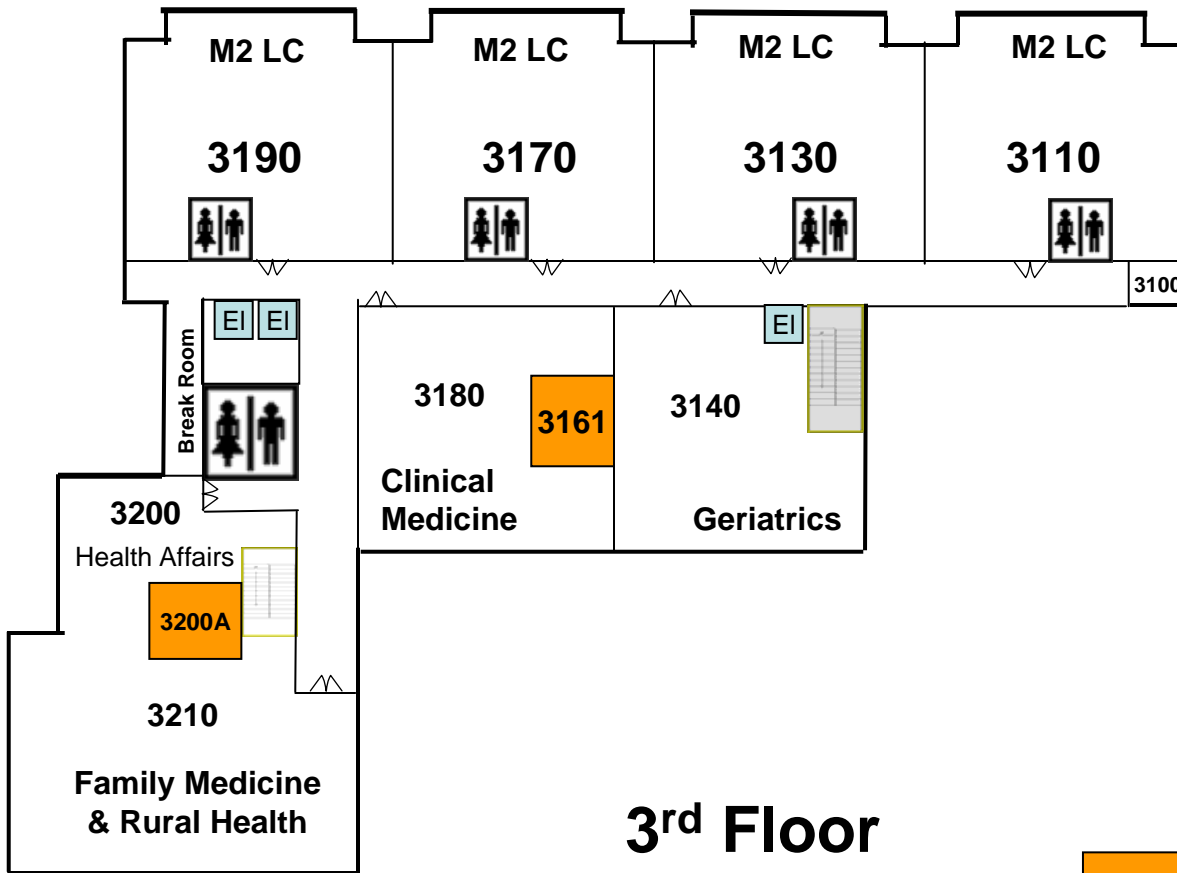 M2 LC
M2 LC
M2 LC
M2 LC
3190
3170
3130
3110
3100
El
El
El
Break Room
3180
3161
3140
Clinical
Medicine
Geriatrics
3200
Health Affairs
3200A
3210
Family Medicine
& Rural Health
3rd Floor